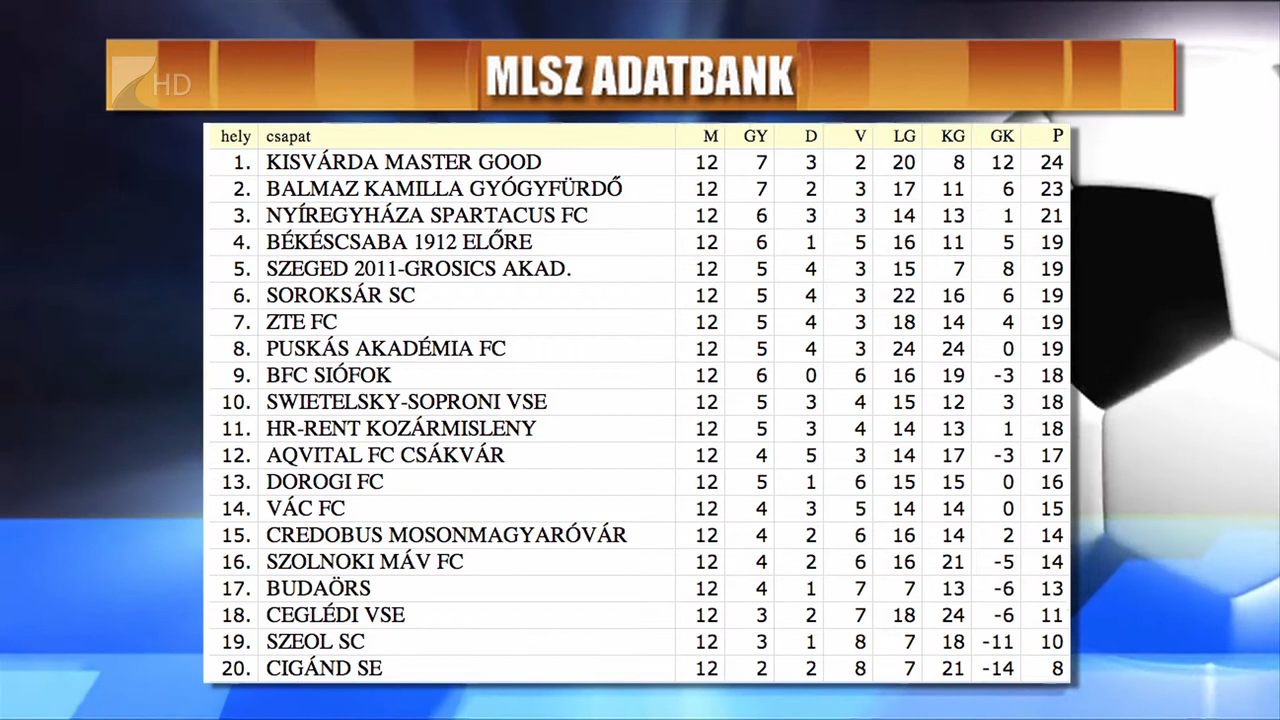 HD
MLSZ ADATBANK
hely csapat M GY D V LG KG GK P
1. KISVÁRDA MASTER GOOD 12 7 3 2 20 8 12 24
2. BALMAZ KAMILLA GYÓGYFÜRDŐ 12 7 2 3 17 11 6 23
3. NYÍREGYHÁZA SPARTACUS FC 12 6 3 3 14 13 1 21
4. BÉKÉSCSABA 1912 ELŐRE 12 6 1 5 16 11 5 19
5. SZEGED 2011-GROSICS AKAD. 12 5 4 3 15 7 8 19
6. SOROKSÁR SC 12 5 4 3 22 16 6 19
7. ZTE FC 12 5 4 3 18 14 4 19
8. PUSKÁS AKADÉMIA FC 12 5 4 3 24 24 0 19
9. BFC SIÓFOK 12 6 0 6 16 19 -3 18
10. SWIETELSKY-SOPRONI VSE 12 5 3 4 15 12 3 18
11. HR-RENT KOZÁRMISLENY 12 5 3 4 14 13 1 18
12. AQVITAL FC CSÁKVÁR 12 4 5 3 14 17 -3 17
13. DOROGI FC 12 5 1 6 15 15 0 16
14. VÁC FC 12 4 3 5 14 14 0 15
15. CREDOBUS MOSONMAGYARÓVÁR 12 4 2 6 16 14 2 14
16. SZOLNOKI MÁV FC 12 4 2 6 16 21 -5 14
17. BUDAÖRS 12 4 1 7 7 13 -6 13
18. CEGLÉDI VSE 12 3 2 7 18 24 -6 11
19. SZEOL SC 12 3 1 8 7 18 -11 10
20. CIGÁND SE 12 2 2 8 7 21 -14 8